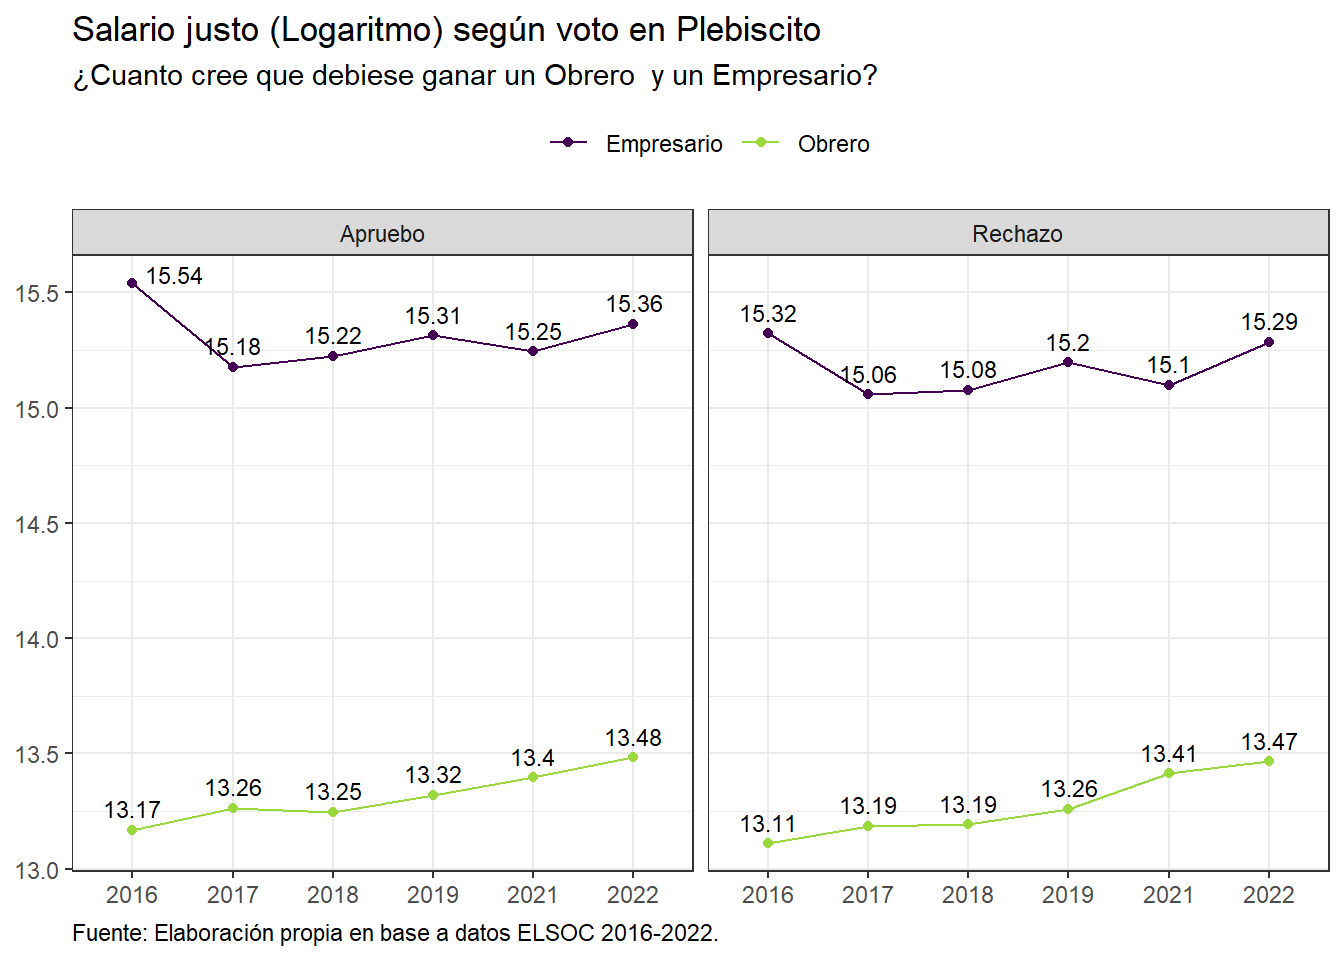 Salario justo (Logaritmo) según voto en Plebiscito
¿Cuanto cree que debiese ganar un Obrero  y un Empresario?
Empresario Obrero
Apruebo Rechazo
15.5
15.0
14.5
14.0
13.5
13.0
15.54 15.18 15.22 15.31 15.25 15.36
13.17 13.26 13.25 13.32 13.4 13.48
15.32 15.06 15.08 15.2 15.1 15.29
13.11 13.19 13.19 13.26 13.41 13.47
2016 2017 2018 2019 2021 2022 2016 2017 2018 2019 2021 2022
Fuente: Elaboración propia en base a datos ELSOC 2016-2022.